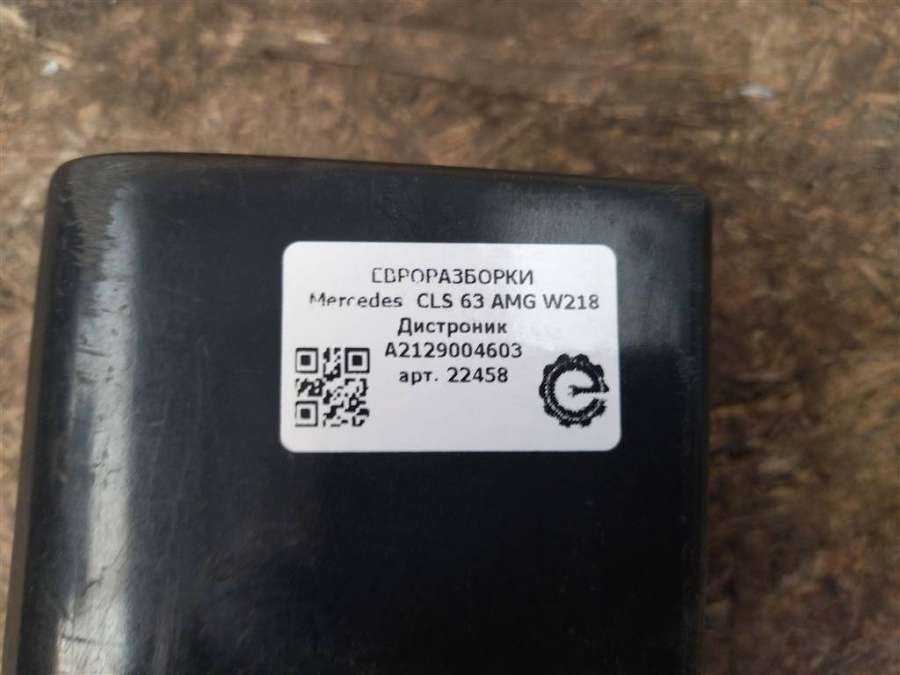 ЕВРОРАЗБОРКИ
Mercedes CLS 63 AMG W218
Дистроник
A2129004603
арт. 22458